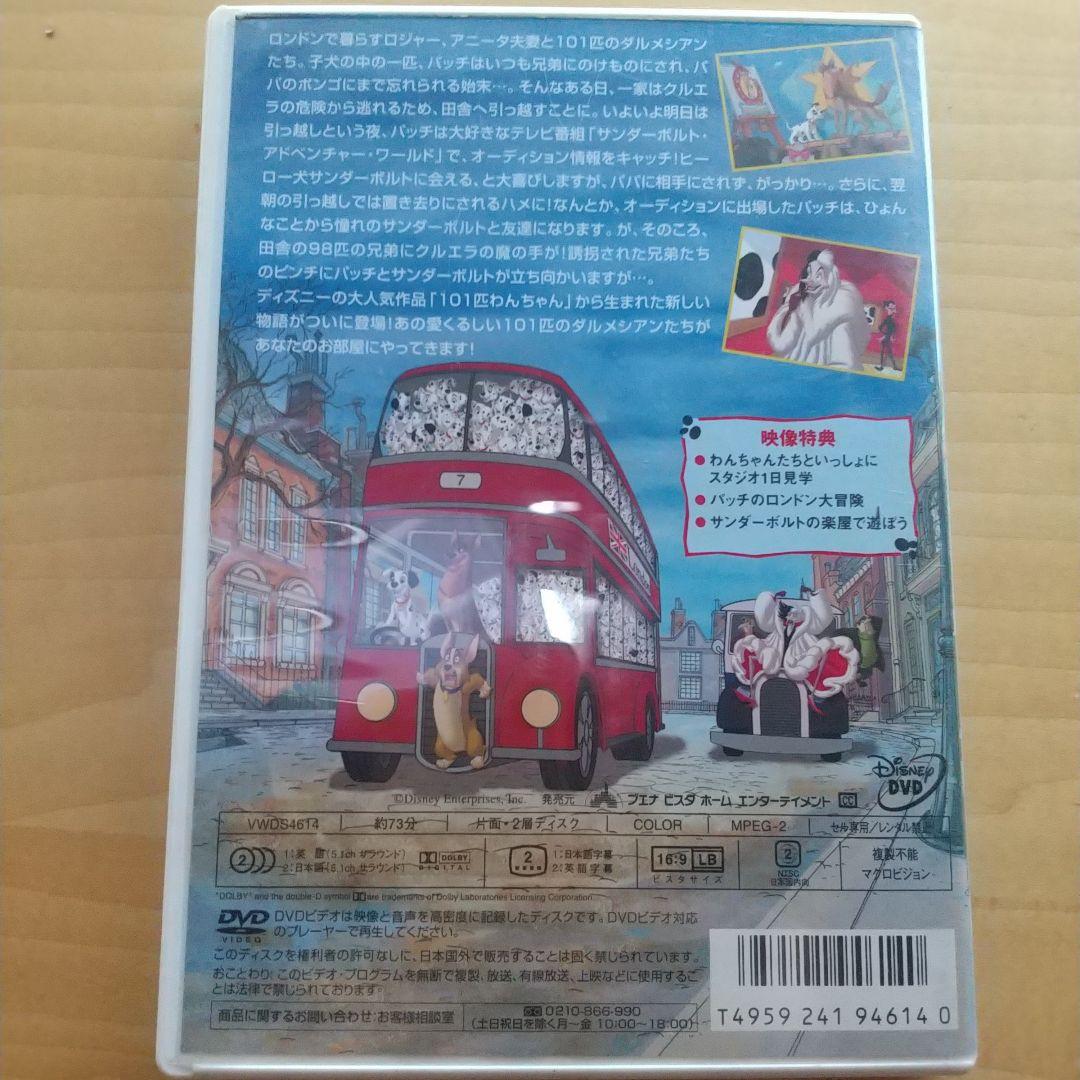 ロンドンで暮らすロジャー、アニータ夫妻と101匹のダルメシアン
たち。子犬の中の一匹、パッチはいつも兄弟にのけものにされ、パ
パのポンゴにまで忘れられる始末…。そんなある日、一家はクルエ
ラの危険から逃れるため、田舎へ引っ越すことに。いよいよ明日は
引っ越しという夜、パッチは大好きなテレビ番組「サンダーボルト・
アドベンチャー・ワールド」で、オーディション情報をキャッチ!ヒー
ロー犬サンダーボルトに会える、と大喜びしますが、パパに相手にされず、がっかり…。さらに、翌
朝の引っ越しでは置き去りにされるハメに!なんとか、オーディションに出場したパッチは、ひょん
なことから憧れのサンダーボルトと友達になります。が、そのころ、
田舎の98匹の兄弟にクルエラの魔の手が!誘拐された兄弟たち
のピンチにパッチとサンダーボルトが立ち向かいますが…。
ディズニーの大人気作品「101匹わんちゃん」から生まれた新しい
物語がついに登場!あの愛くるしい101匹のダルメシアンたちが
あなたのお部屋にやってきます!
映像特典
●わんちゃんたちといっしょに
スタジオ1日見学
●パッチのロンドン大冒険
●サンダーボルトの楽屋で遊ぼう
7
DISNEY
DVD
©Disney Enterprises, Inc. 発売元 ブエナ ビスタ ホーム エンターテイメント CC
VWDS4614 約73分 片面・2層ディスク COLOR MPEG-2 セル専用/レンタル禁止
2 1:英語(5.1ch サラウンド)
2:日本語(5.1ch サラウンド)
DOLBY
DIGITAL
2 1:日本語字幕
2:英語字幕
16:9 LB
ビスタサイズ
2
NTSC
日本国内向
複製不能
マクロビジョン
"DOLBY" and the double-D symbol are trademarks of Dolby Laboratories Licensing Corporation.
DVD
VIDEO
DVDビデオは映像と音声を高密度に記録したディスクです。DVDビデオ対応
のプレーヤーで再生してください。
このディスクを権利者の許可なしに、日本国外で販売することは固く禁じられています。
おことわり:このビデオ・プログラムを無断で複製、放送、有線放送、上映などに使用するこ
とは法律で禁じられております。
商品に関するお問い合わせ:お客様相談室
0210-866-990
(土日祝日を除く月〜金 10:00〜18:00)
T4959 241 94614 0